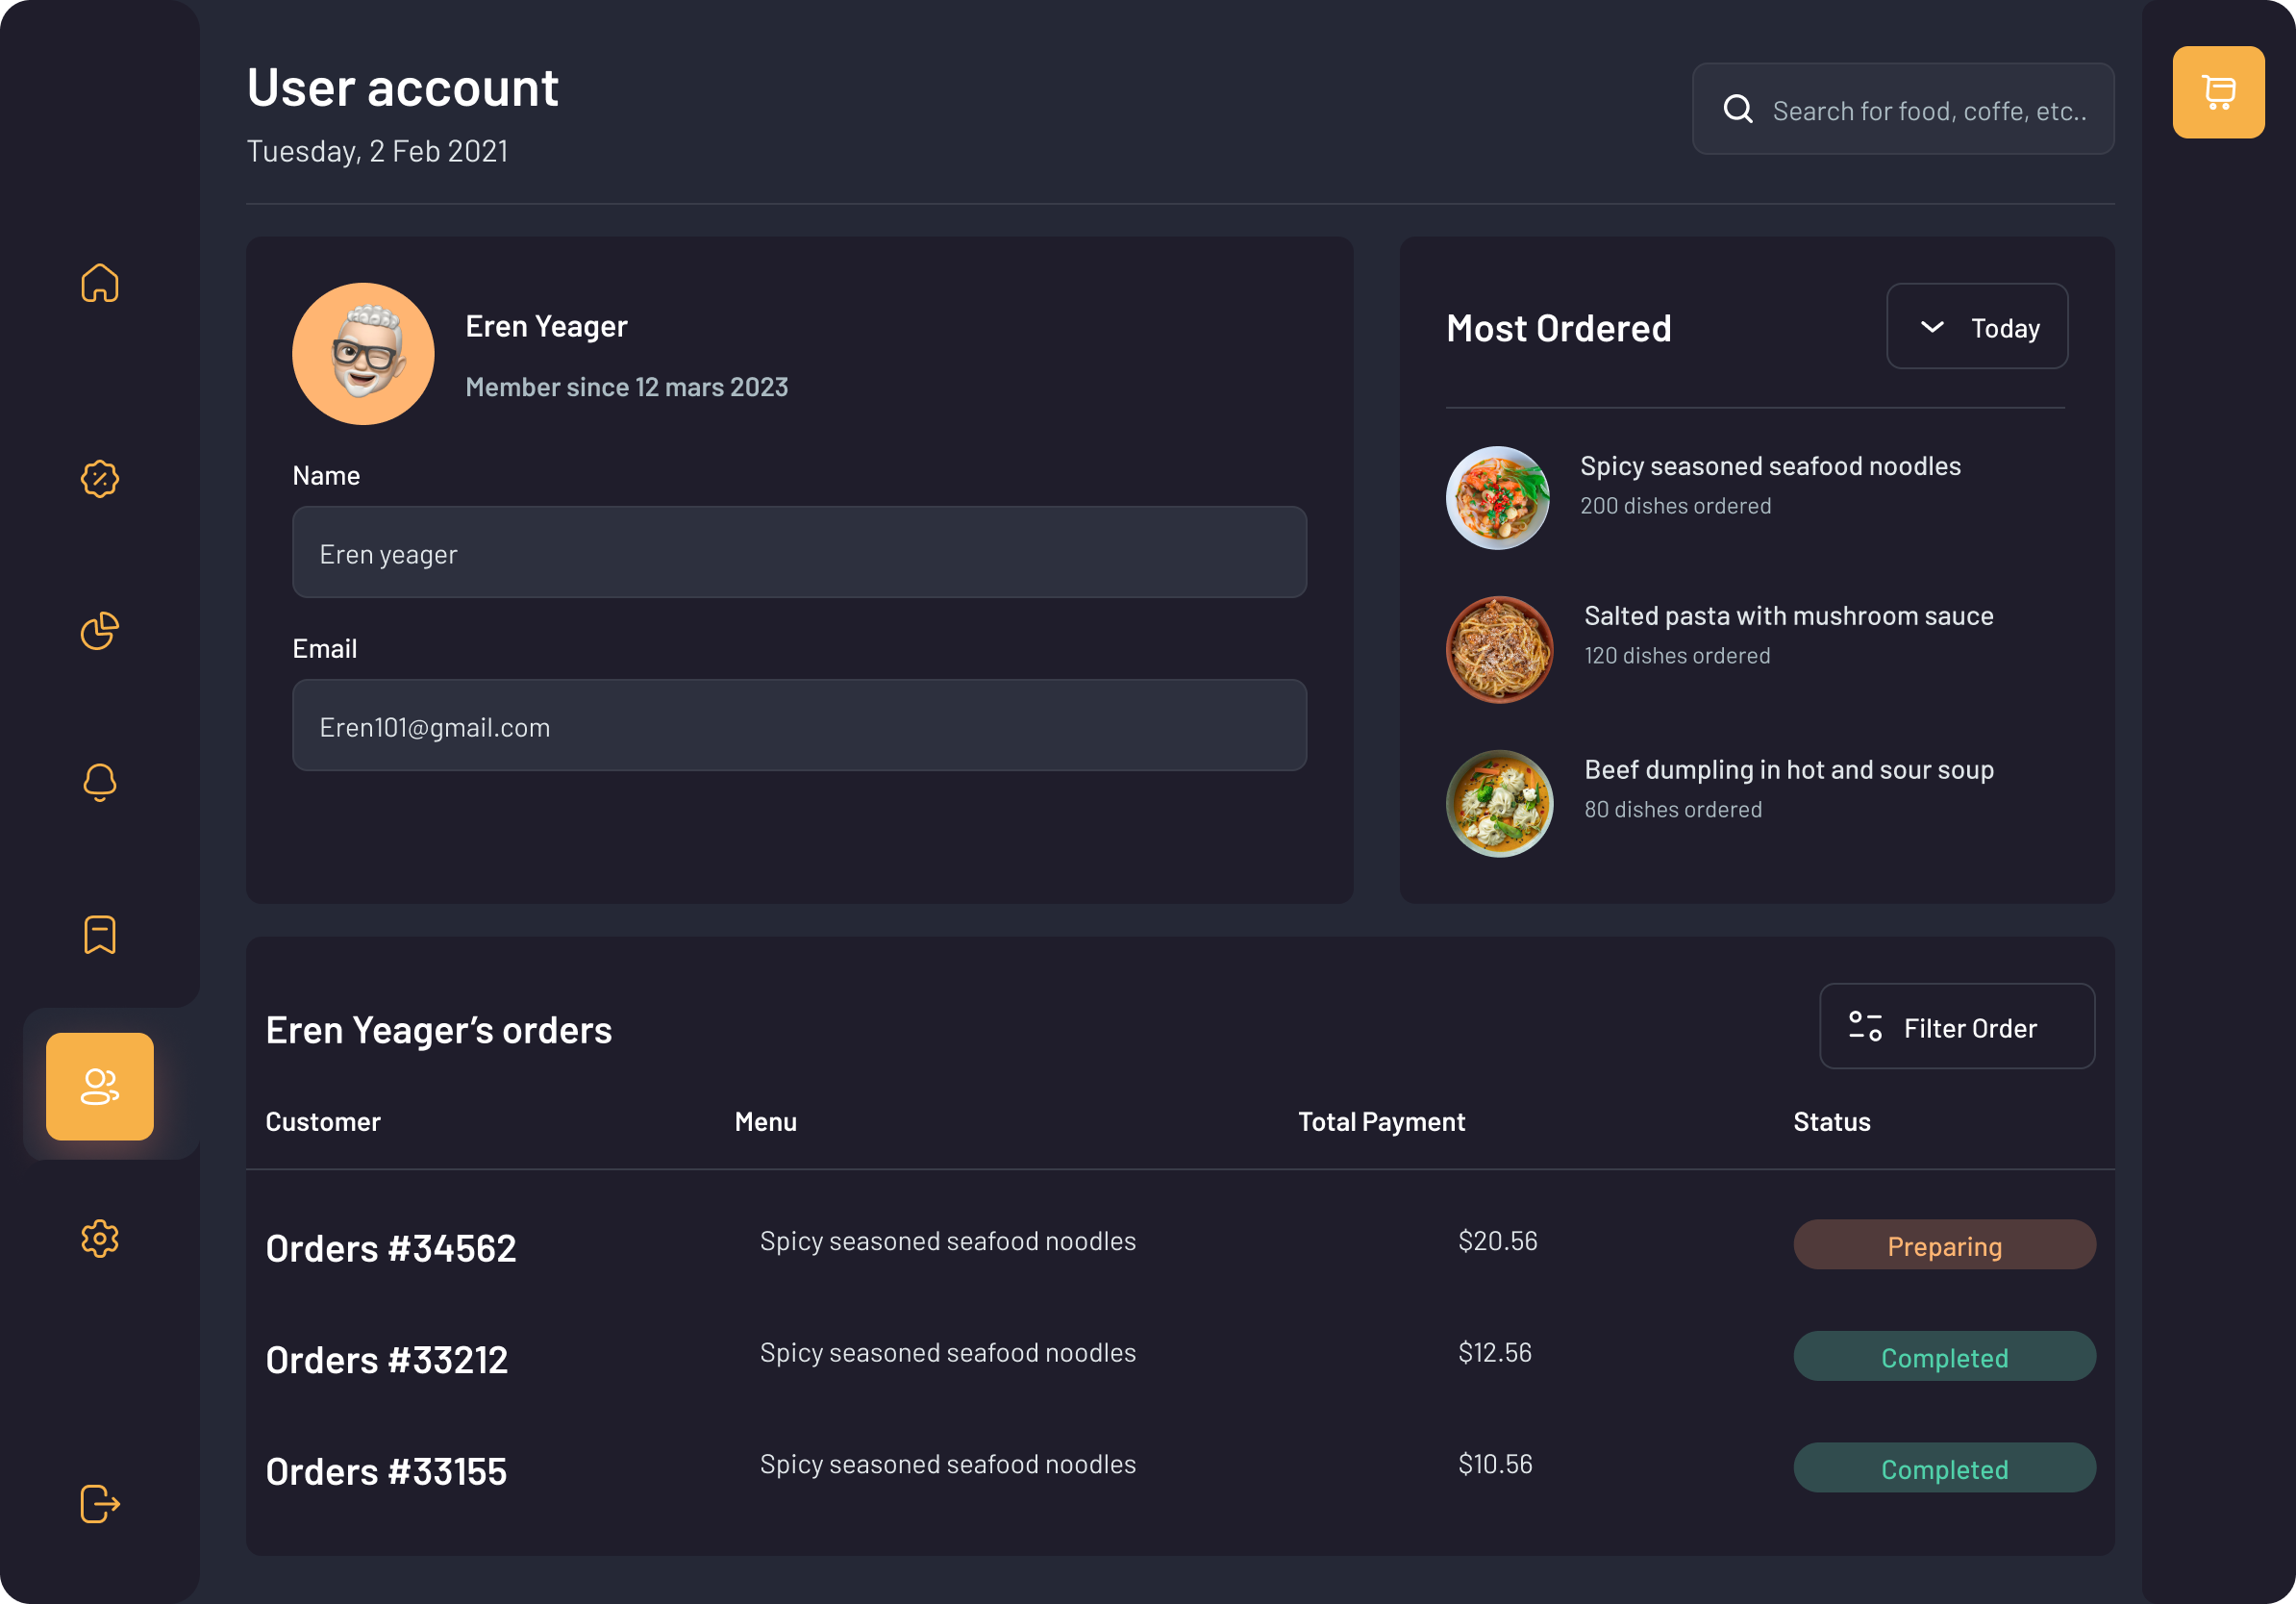 User account
Tuesday, 2 Feb 2021
Search for food, coffe, etc..
Eren Yeager
Member since 12 mars 2023
Name
Eren yeager
Email
Eren101@gmail.com
Most Ordered
Today
Spicy seasoned seafood noodles
200 dishes ordered
Salted pasta with mushroom sauce
120 dishes ordered
Beef dumpling in hot and sour soup
80 dishes ordered
Eren Yeager’s orders
Filter Order
Customer Menu Total Payment Status
Orders #34562 Spicy seasoned seafood noodles $20.56 Preparing
Orders #33212 Spicy seasoned seafood noodles $12.56 Completed
Orders #33155 Spicy seasoned seafood noodles $10.56 Completed